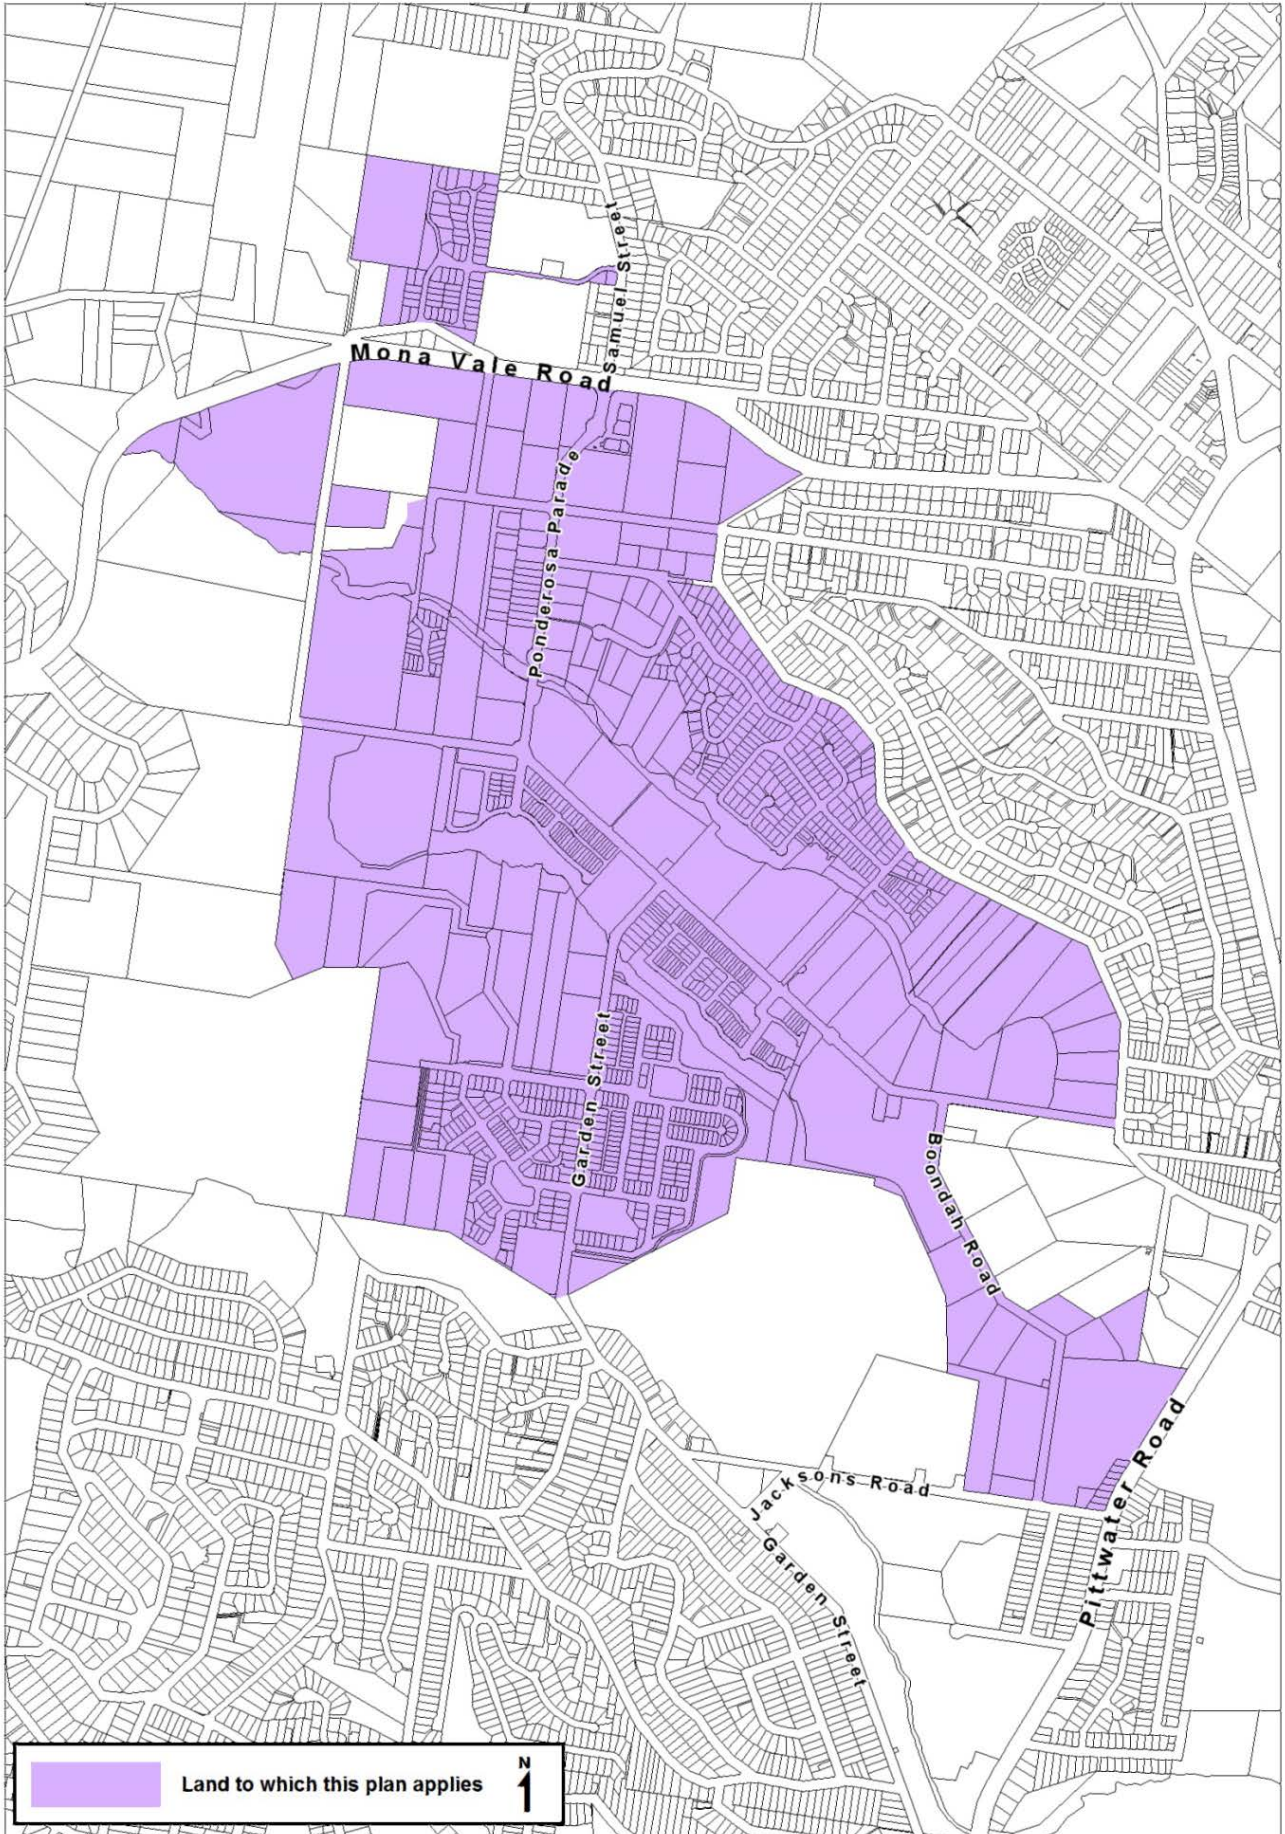 Samuel Street
Mona Vale Road
Ponderosa Parade
Garden Street
Boondah Road
Pittwater Road
Jacksons Road
Garden Street
Land to which this plan applies
N